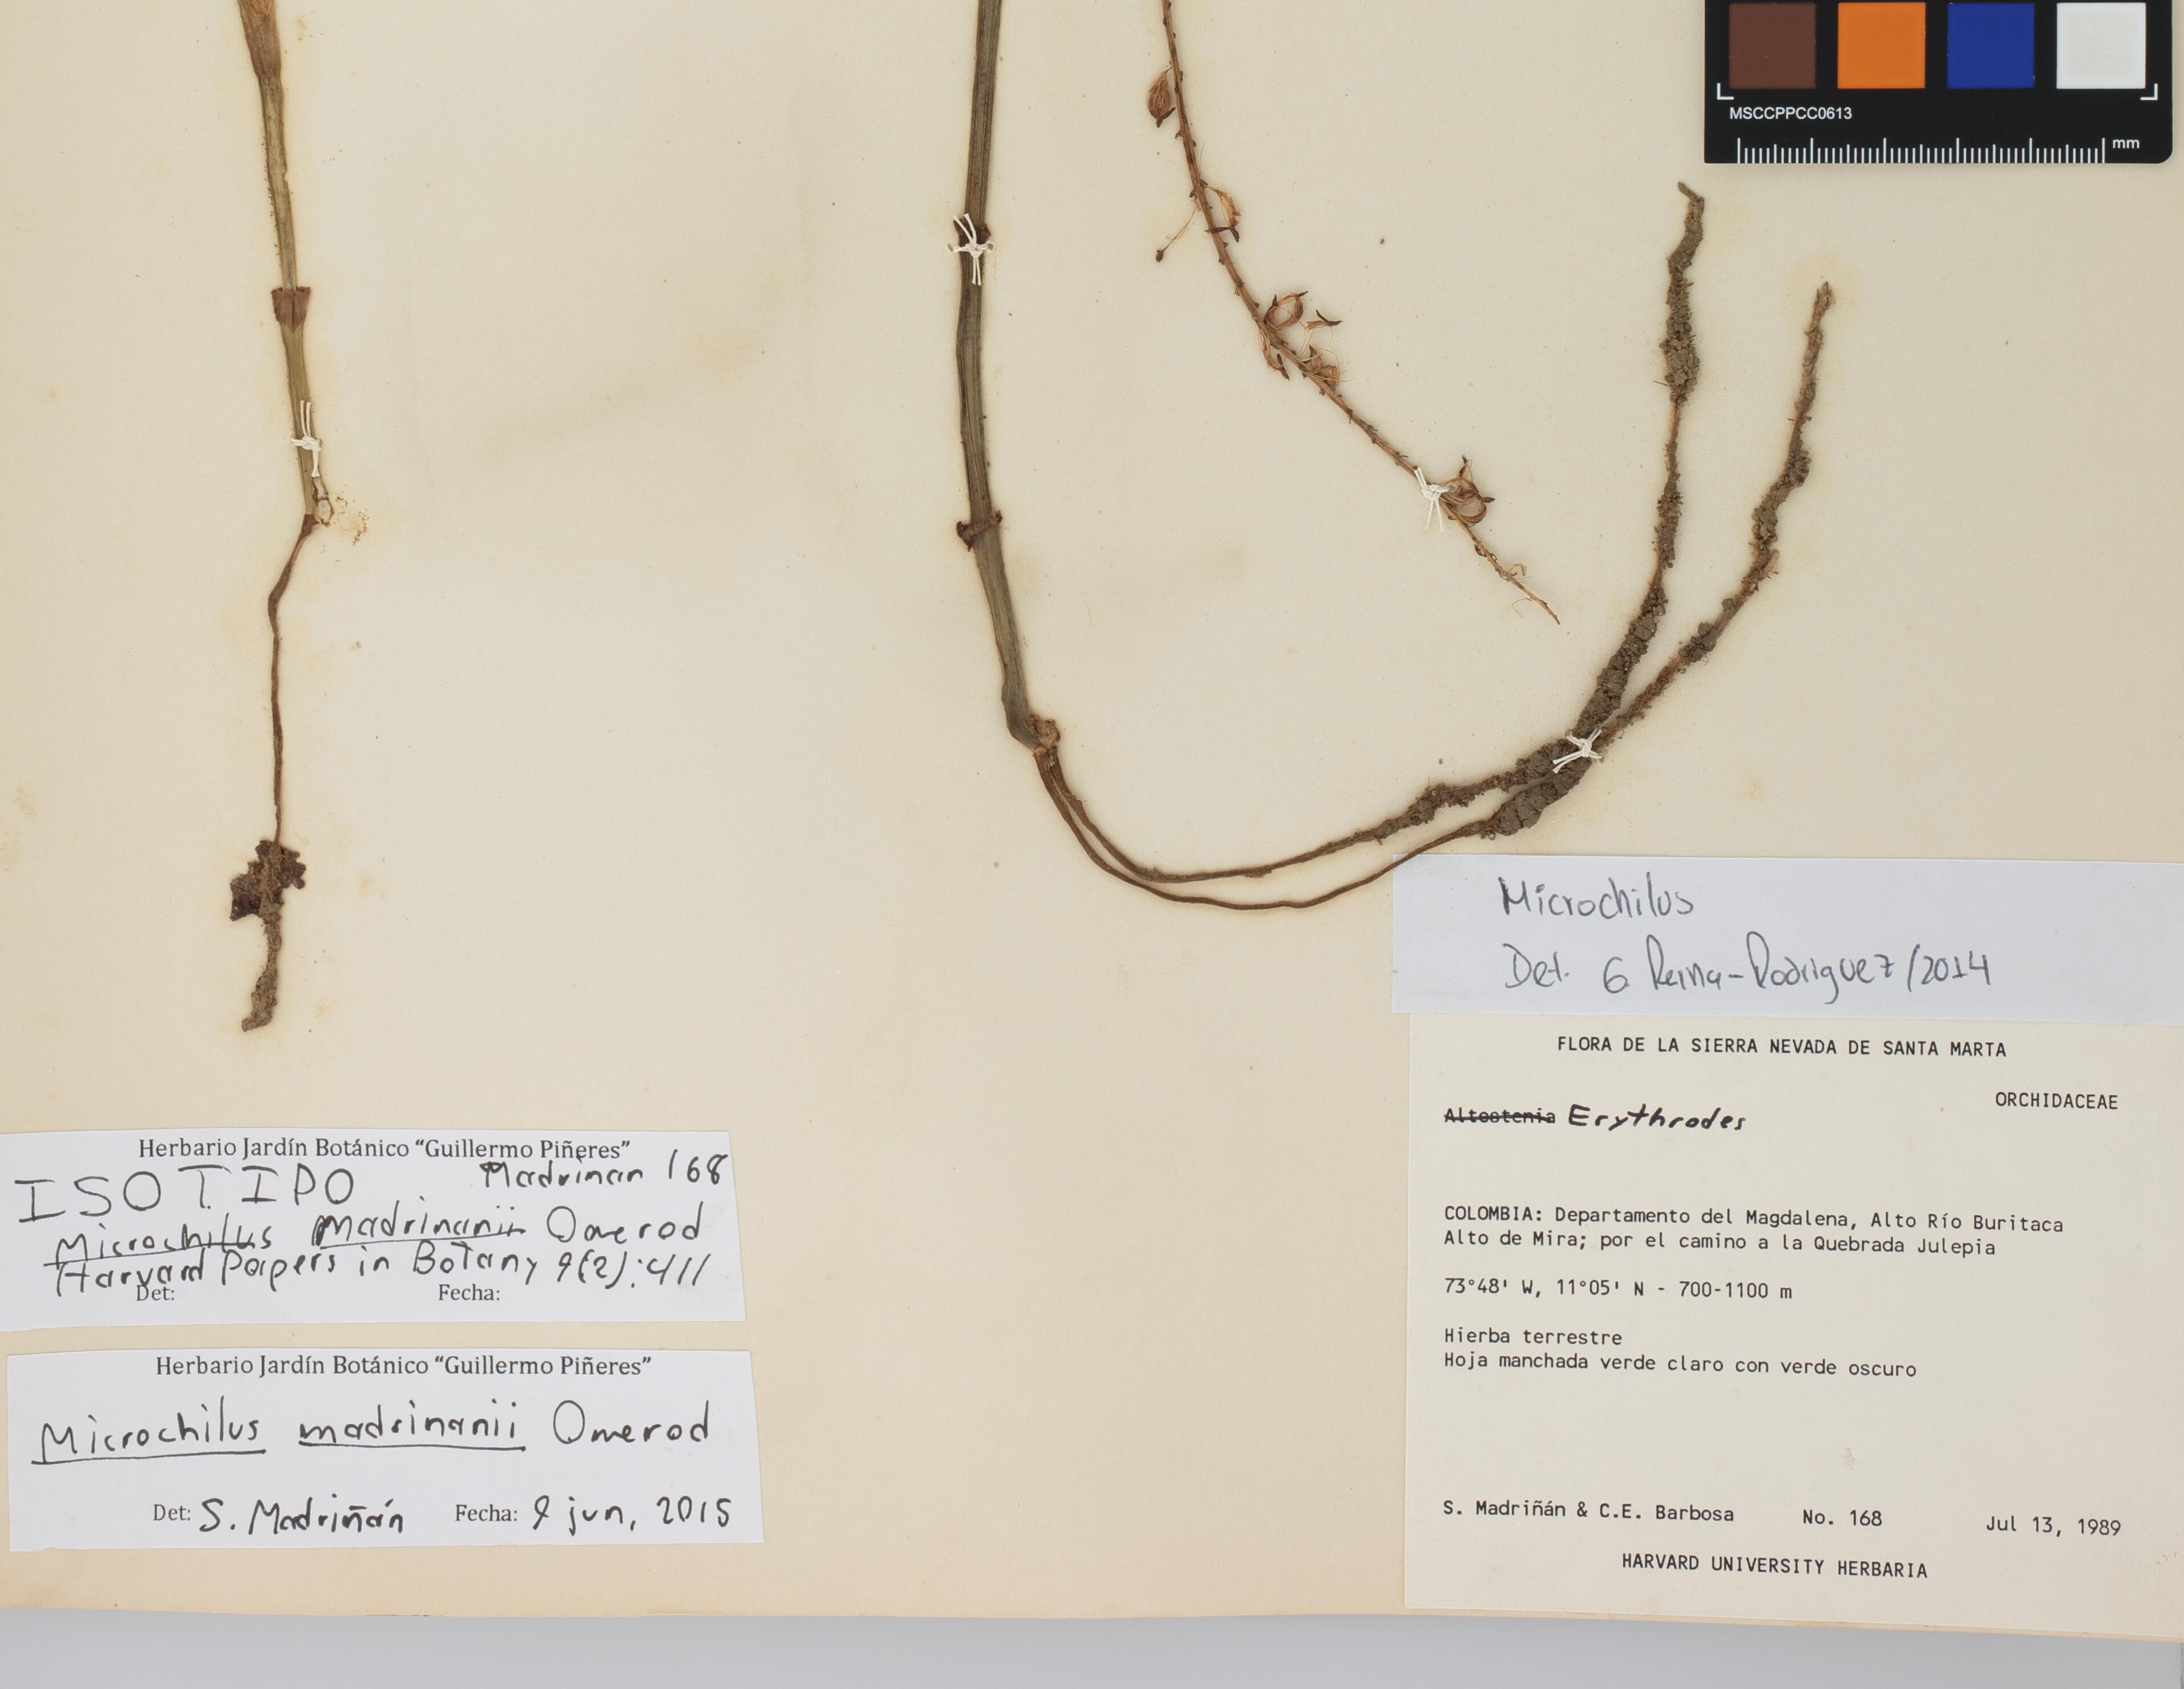 MSCCPPCC0613
mm
Microchilus
Det. G Reina-Rodriguez/2014
FLORA DE LA SIERRA NEVADA DE SANTA MARTA
ORCHIDACEAE
Altostenia Erythrodes
COLOMBIA: Departamento del Magdalena, Alto Río Buritaca
Alto de Mira; por el camino a la Quebrada Julepia
73°48' W, 11°05' N - 700-1100 m
Hierba terrestre
Hoja manchada verde claro con verde oscuro
S. Madriñán & C.E. Barbosa No. 168 Jul 13, 1989
HARVARD UNIVERSITY HERBARIA
Herbario Jardín Botánico “Guillermo Piñeres”
ISOTIPO Madrinan 168
Microchilus madrinanii Omerod
Harvard Papers in Botany 9(2):411
Det: Fecha:
Herbario Jardín Botánico “Guillermo Piñeres”
Microchilus madrinanii Omerod
Det: S. Madriñán Fecha: 9 jun, 2015